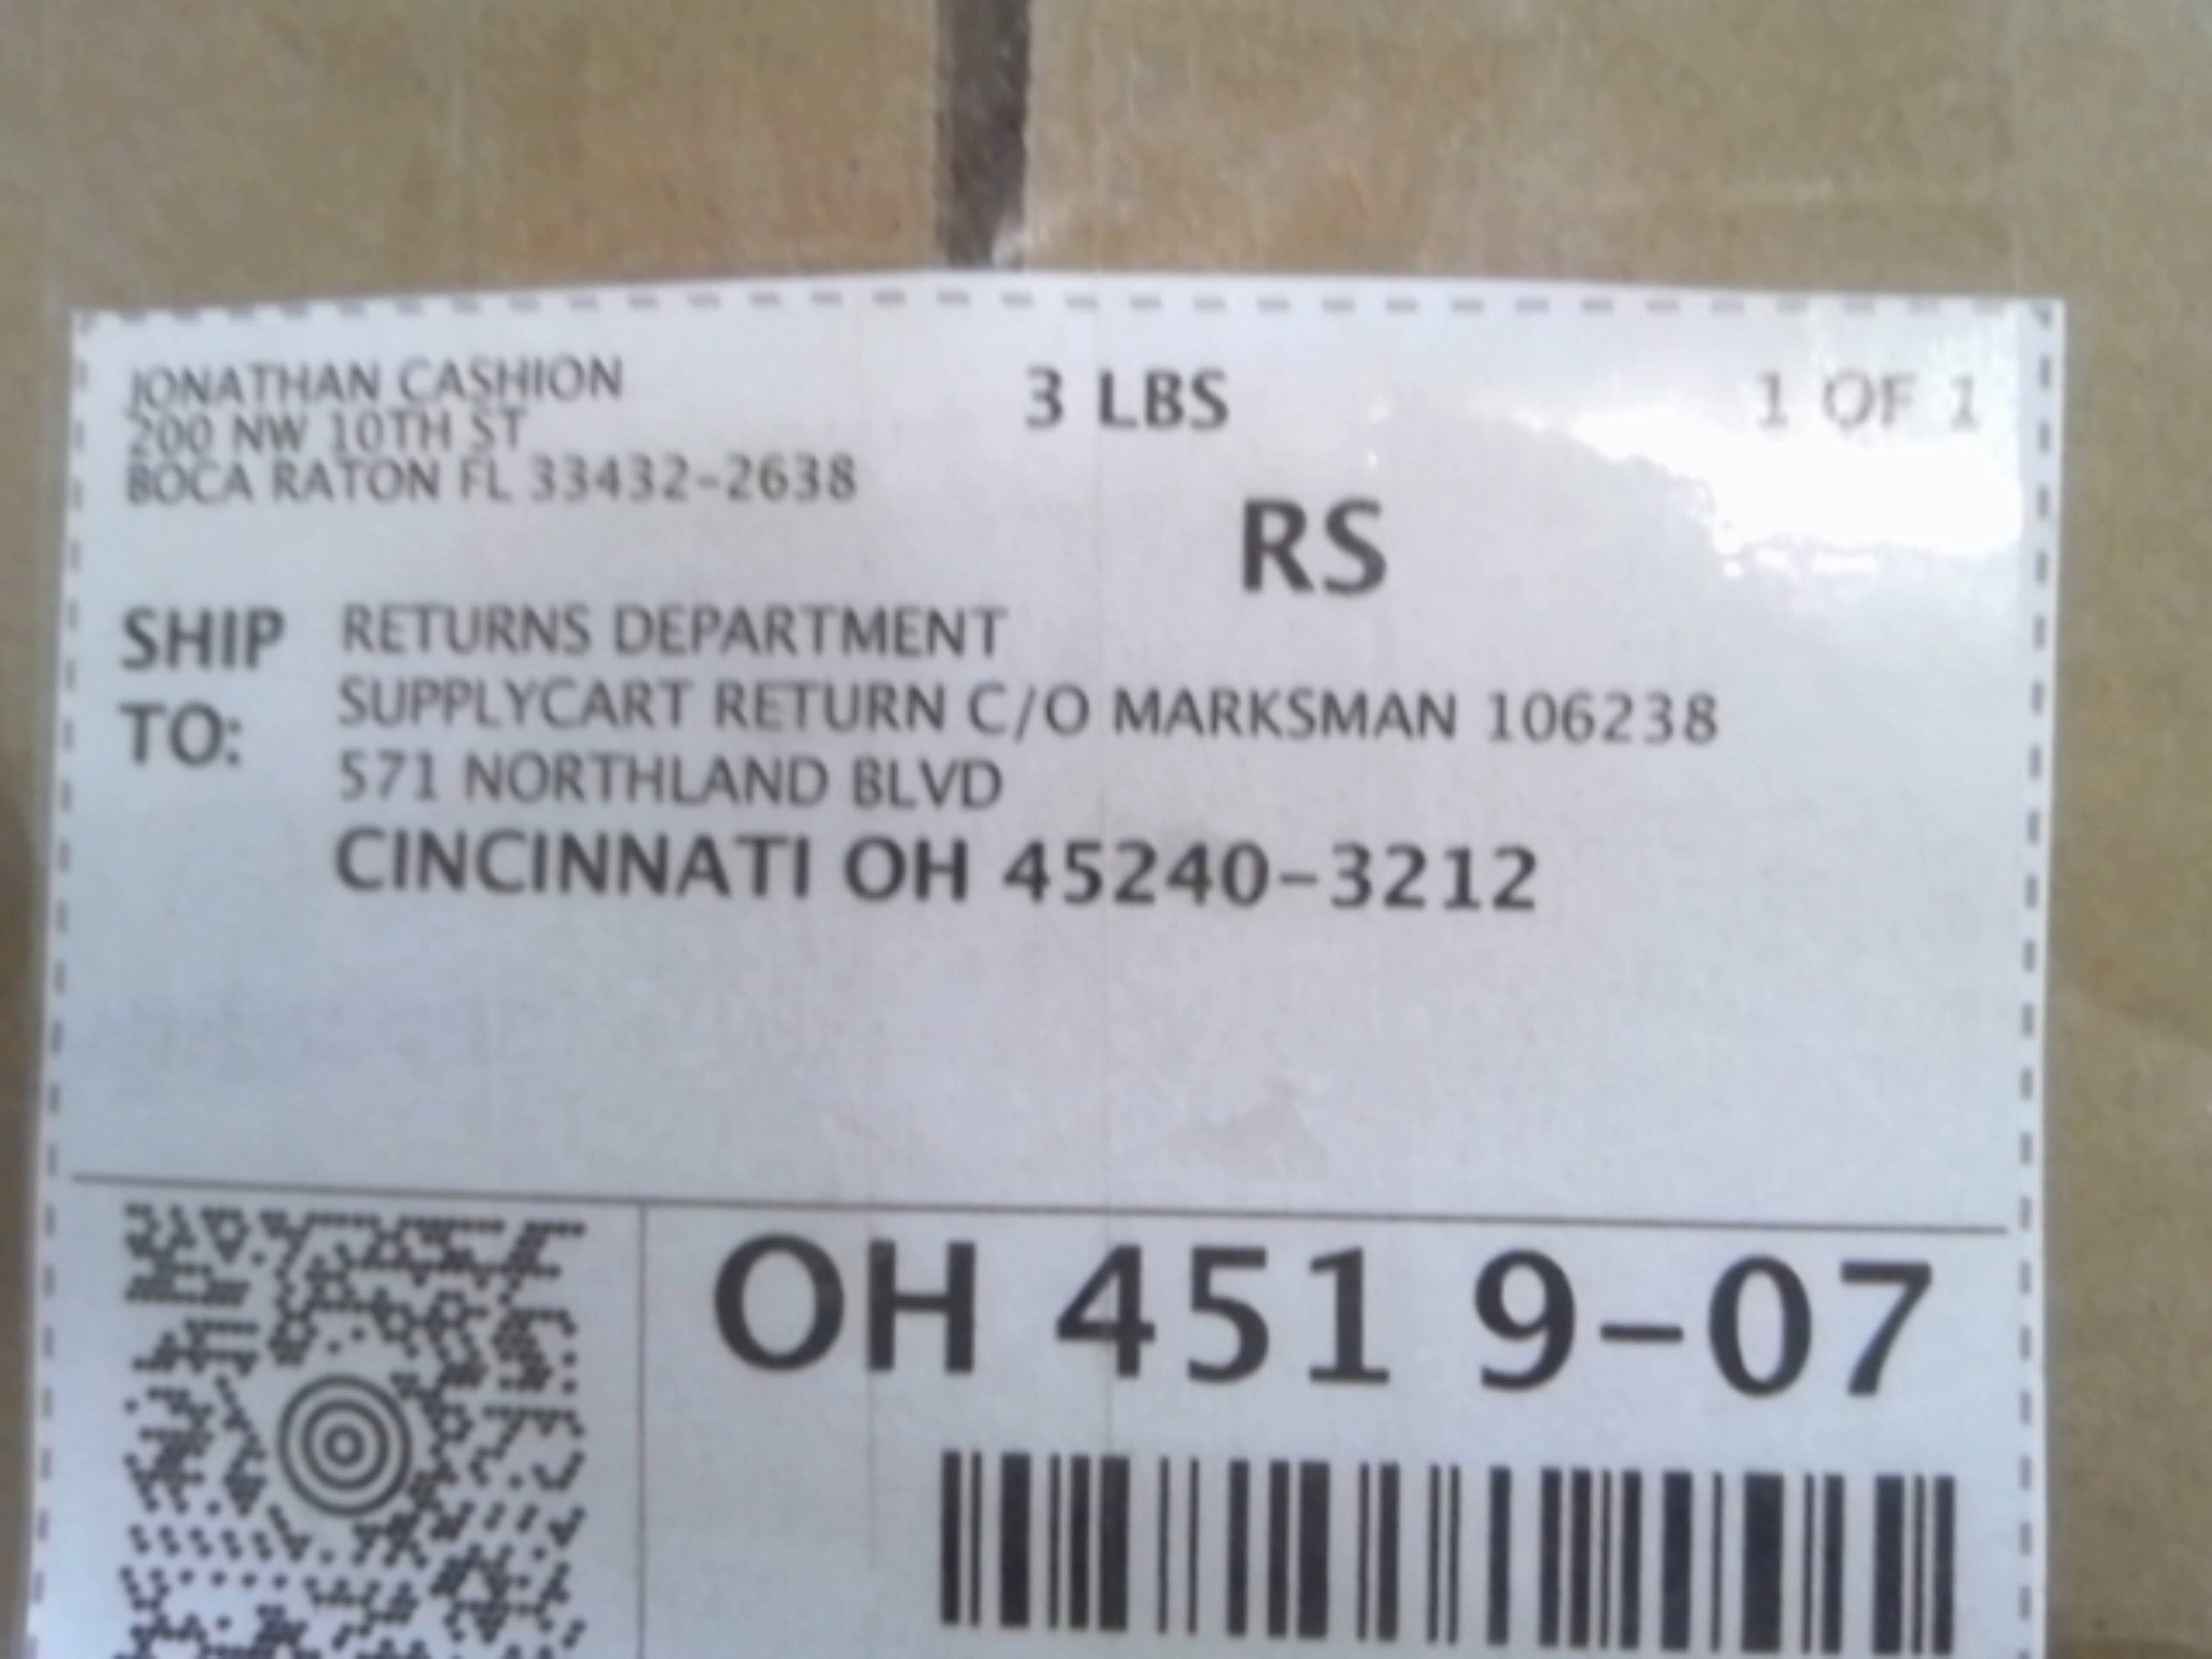 JONATHAN CASHION
200 NW 10TH ST
BOCA RATON FL 33432-2638
3 LBS
1 OF 1
RS
SHIP TO:
RETURNS DEPARTMENT
SUPPLYCART RETURN C/O MARKSMAN 106238
571 NORTHLAND BLVD
CINCINNATI OH 45240-3212
OH 451 9-07